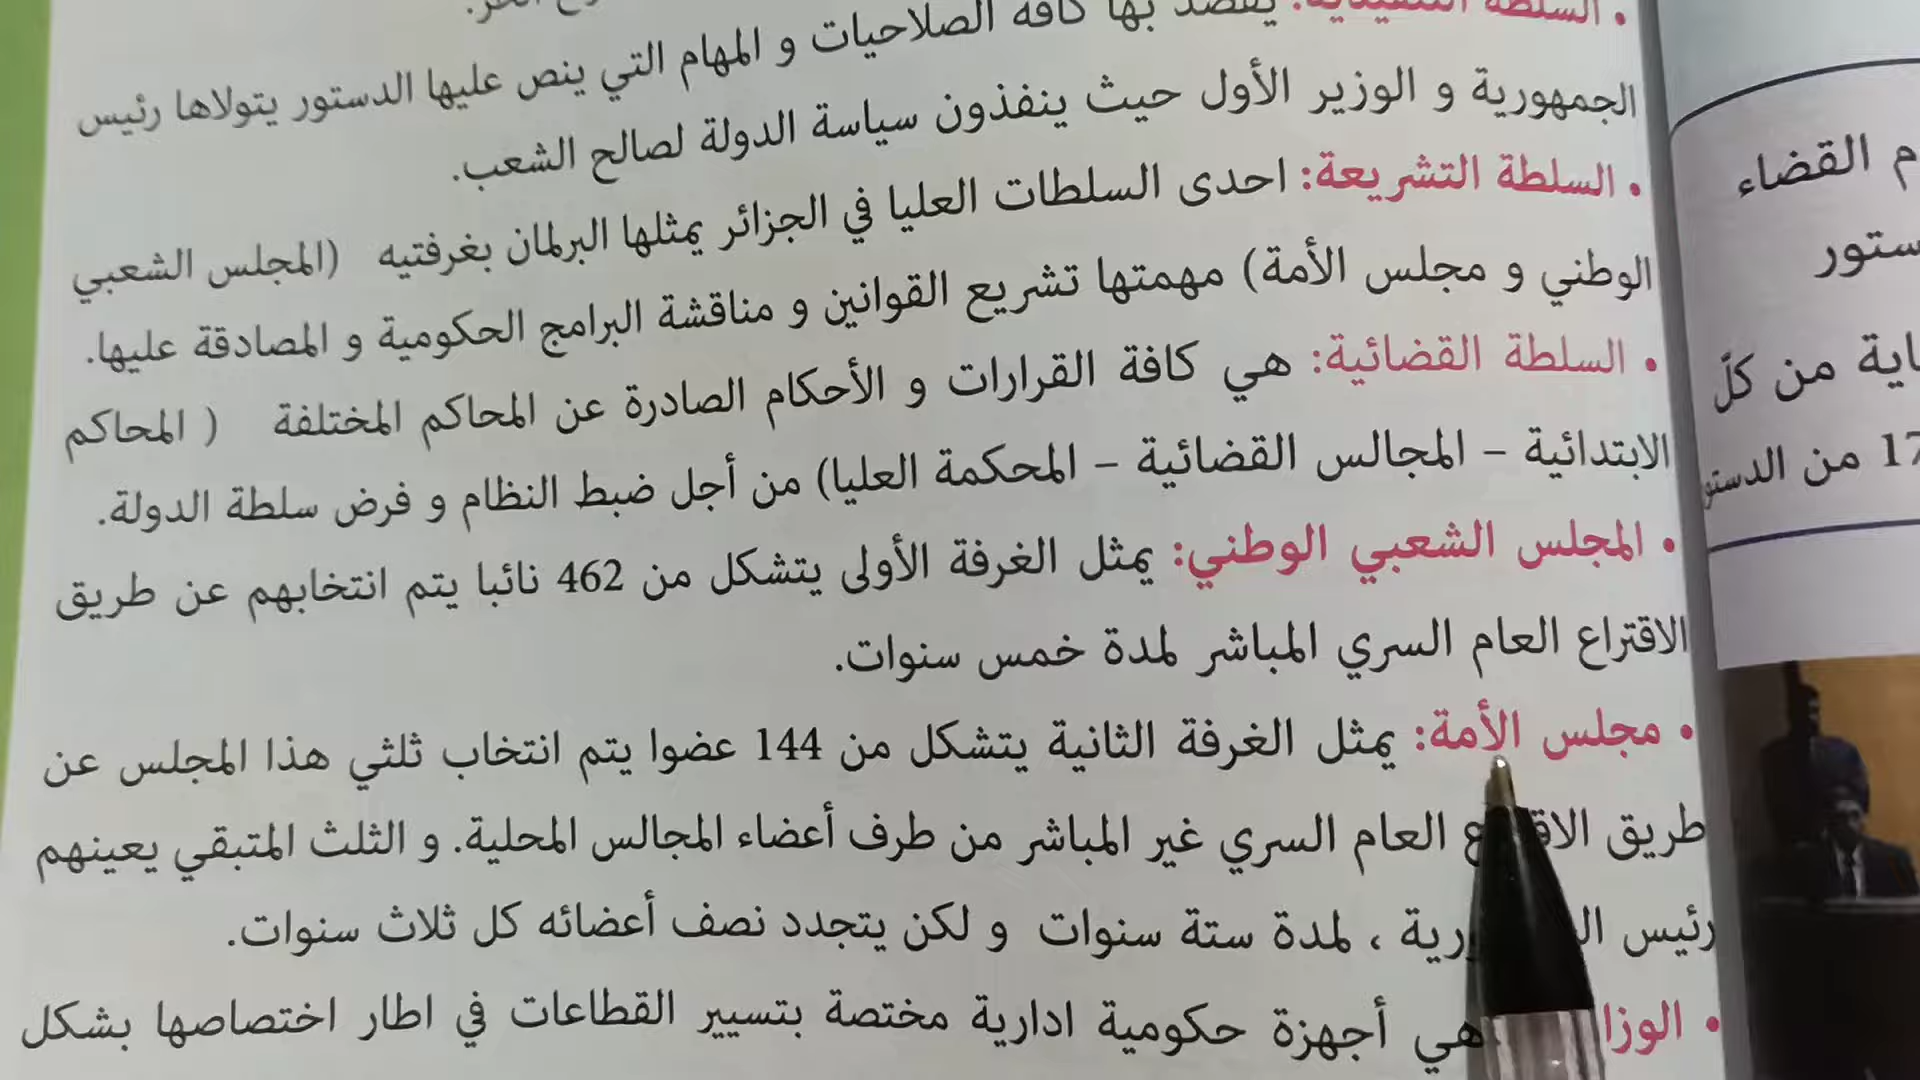 • السلطة التنفيذية: يقصد بها كافة الصلاحيات و المهام التي ينص عليها الدستور يتولاها رئيس
الجمهورية و الوزير الأول حيث ينفذون سياسة الدولة لصالح الشعب.
• السلطة التشريعة: احدى السلطات العليا في الجزائر يمثلها البرلمان بغرفتيه (المجلس الشعبي
الوطني و مجلس الأمة) مهمتها تشريع القوانين و مناقشة البرامج الحكومية و المصادقة عليها.
• السلطة القضائية: هي كافة القرارات و الأحكام الصادرة عن المحاكم المختلفة ( المحاكم
الابتدائية – المجالس القضائية – المحكمة العليا) من أجل ضبط النظام و فرض سلطة الدولة.
• المجلس الشعبي الوطني: يمثل الغرفة الأولى يتشكل من 462 نائبا يتم انتخابهم عن طريق
الاقتراع العام السري المباشر لمدة خمس سنوات.
• مجلس الأمة: يمثل الغرفة الثانية يتشكل من 144 عضوا يتم انتخاب ثلثي هذا المجلس عن
طريق العام السري غير المباشر من طرف أعضاء المجالس المحلية. و الثلث المتبقي يعينهم
رئيس ، لمدة ستة سنوات و لكن يتجدد نصف أعضائه كل ثلاث سنوات.
• هي أجهزة حكومية ادارية مختصة بتسيير القطاعات في اطار اختصاصها بشكل
القضاء
من كلّ
17 من